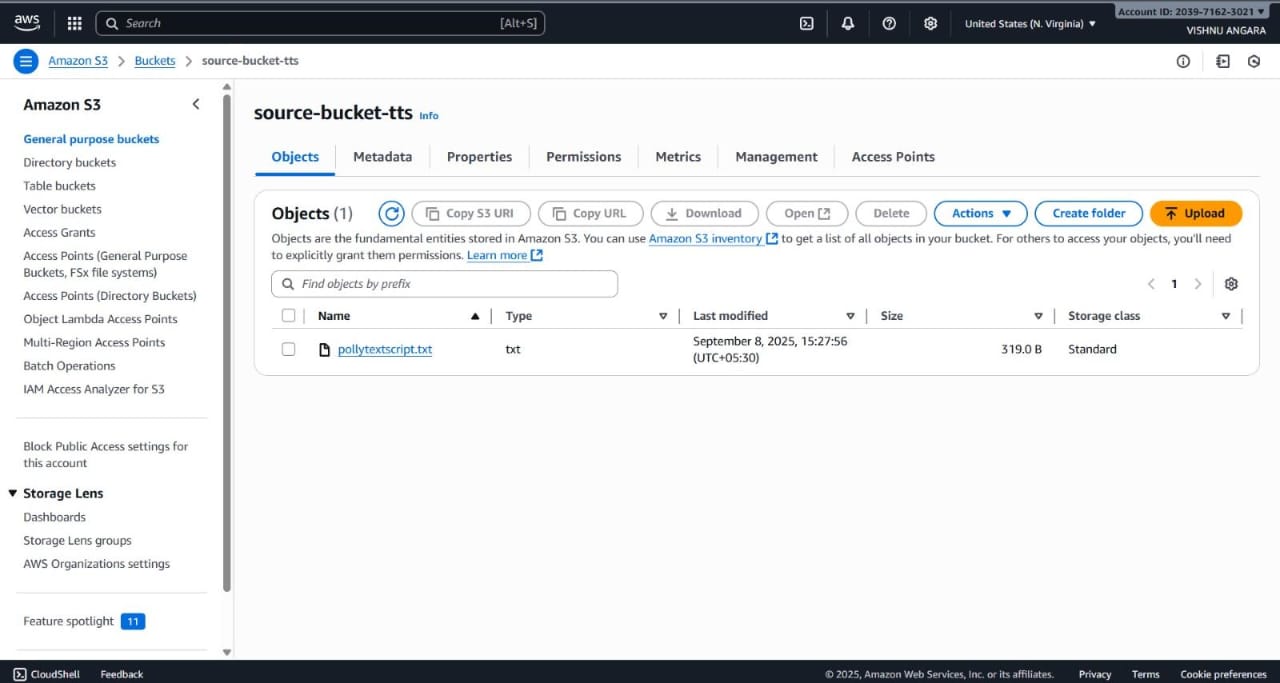 aws
Search [Alt+S]
United States (N. Virginia)
Account ID: 2039-7162-3021
VISHNU ANGARA
Amazon S3
Buckets
source-bucket-tts
Amazon S3
General purpose buckets
Directory buckets
Table buckets
Vector buckets
Access Grants
Access Points (General Purpose
Buckets, FSx file systems)
Access Points (Directory Buckets)
Object Lambda Access Points
Multi-Region Access Points
Batch Operations
IAM Access Analyzer for S3
Block Public Access settings for
this account
Storage Lens
Dashboards
Storage Lens groups
AWS Organizations settings
Feature spotlight 11
source-bucket-tts Info
Objects Metadata Properties Permissions Metrics Management Access Points
Objects (1) Copy S3 URI Copy URL Download Open Delete Actions Create folder Upload
Objects are the fundamental entities stored in Amazon S3. You can use Amazon S3 inventory to get a list of all objects in your bucket. For others to access your objects, you'll need
to explicitly grant them permissions. Learn more
Find objects by prefix
1
Name Type Last modified Size Storage class
pollytextscript.txt txt September 8, 2025, 15:27:56 319.0 B Standard
(UTC+05:30)
CloudShell Feedback © 2025, Amazon Web Services, Inc. or its affiliates. Privacy Terms Cookie preferences